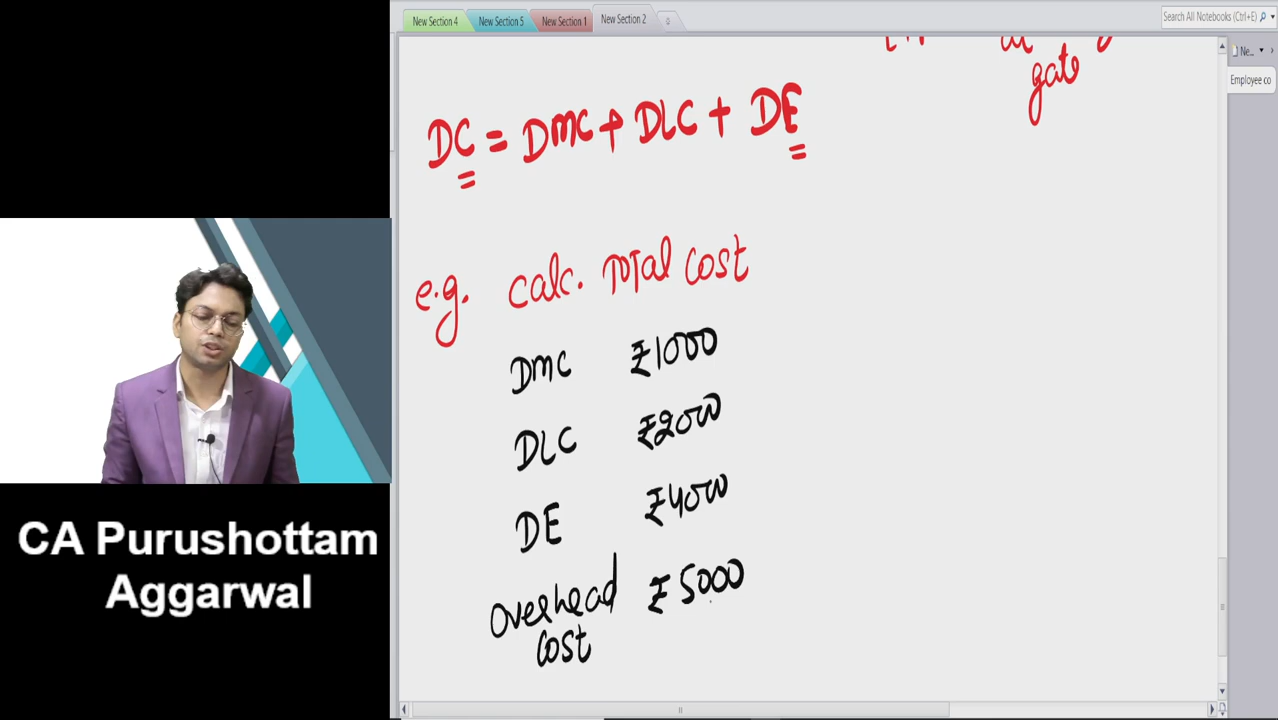 New Section 4
New Section 5
New Section 1
New Section 2
Search All Notebooks (Ctrl+E)
Ne...
Employee co
gate
DC = DMC + DLC + DE
e.g. calc. Total cost
DMC ₹1000
DLC ₹2000
DE ₹4000
Overhead ₹5000
cost
CA Purushottam
Aggarwal